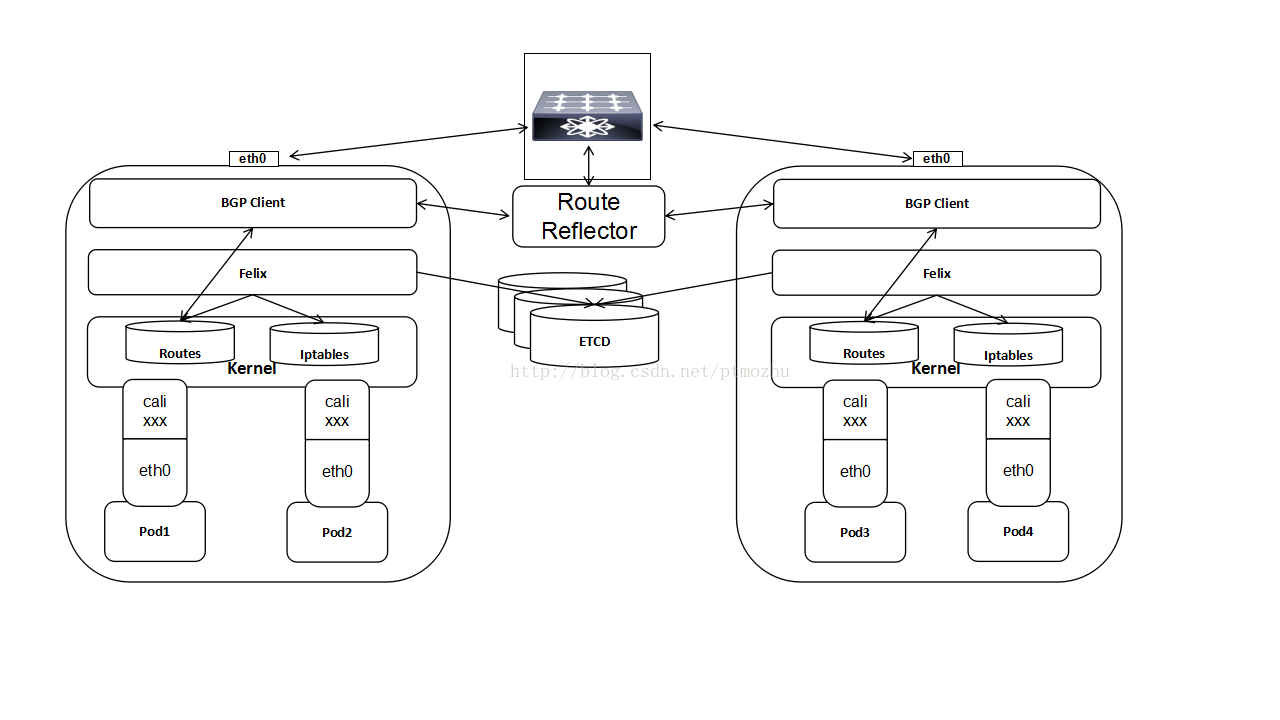 eth0
eth0
BGP Client
Route
Reflector
BGP Client
Felix
Felix
ETCD
Routes
Iptables
Kernel
Routes
Iptables
Kernel
http://blog.csdn.net/ptmozhu
cali
xxx
cali
xxx
cali
xxx
cali
xxx
eth0
eth0
eth0
eth0
Pod1
Pod2
Pod3
Pod4